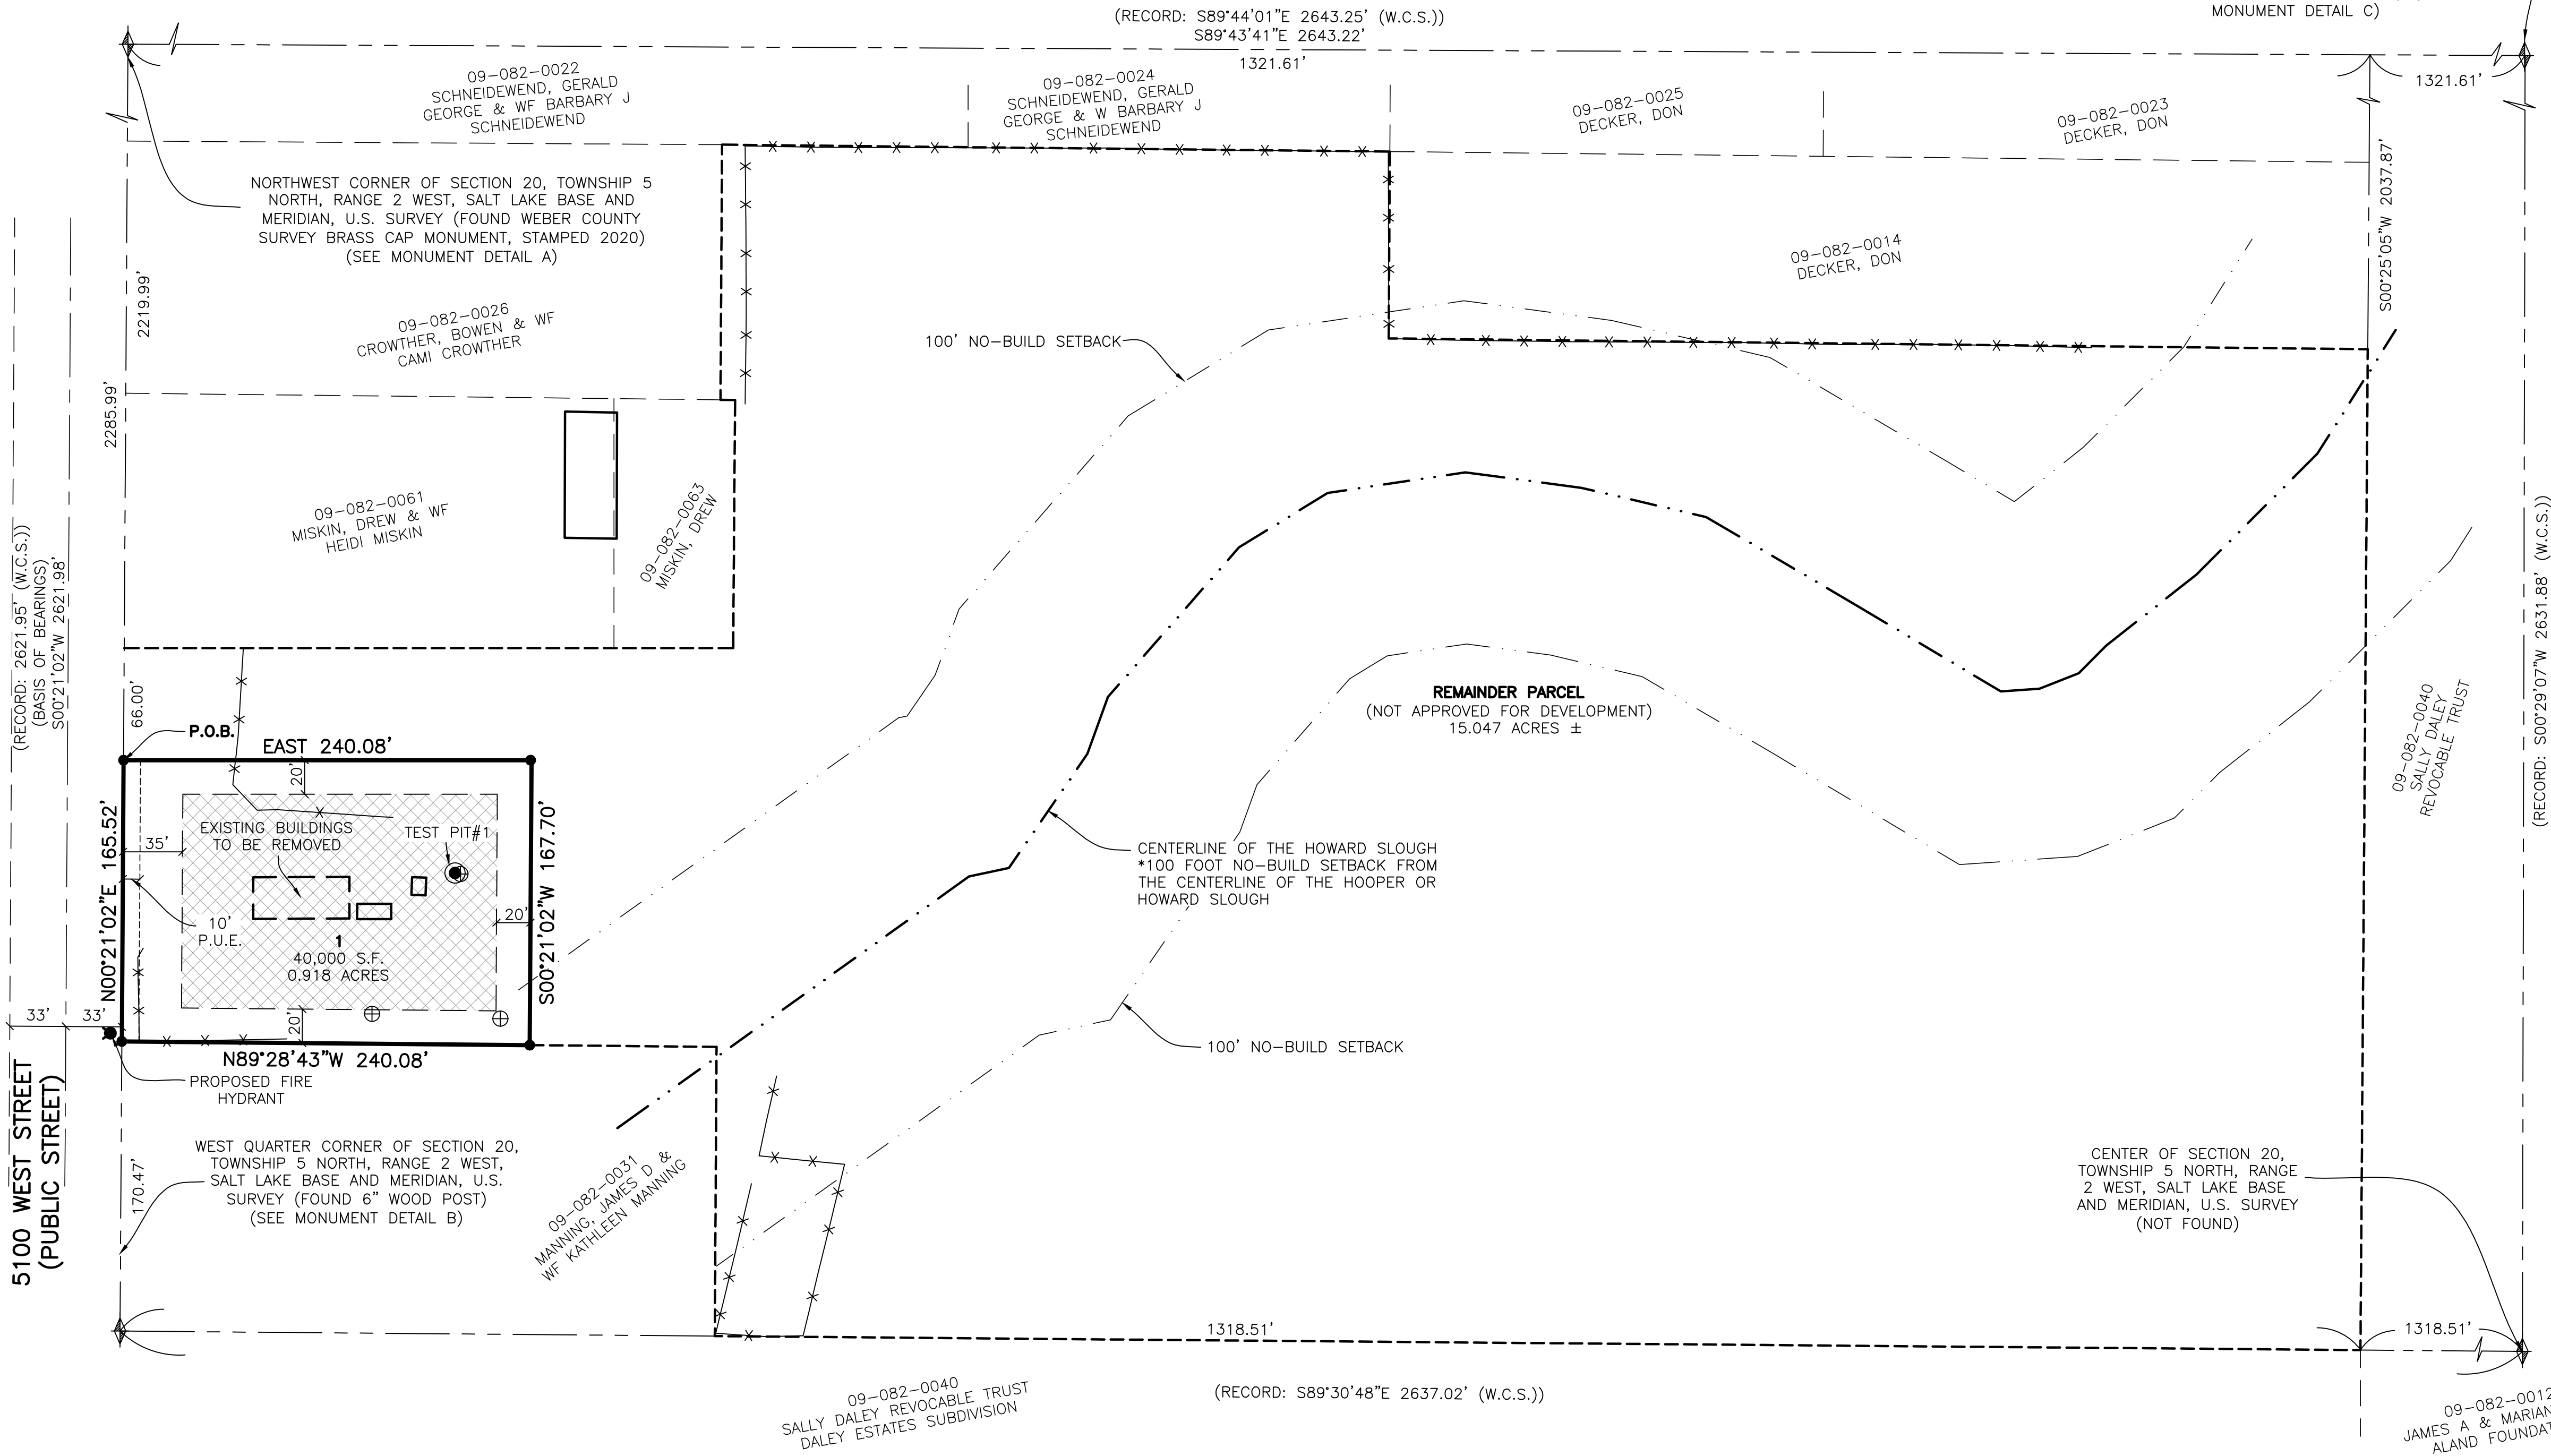 (RECORD: S89°44'01"E 2643.25' (W.C.S.))
S89°43'41"E 2643.22'
1321.61'
MONUMENT DETAIL C)
1321.61'
09-082-0022
SCHNEIDEWEND, GERALD
GEORGE & WF BARBARY J
SCHNEIDEWEND
09-082-0024
SCHNEIDEWEND, GERALD
GEORGE & W BARBARY J
SCHNEIDEWEND
09-082-0025
DECKER, DON
09-082-0023
DECKER, DON
NORTHWEST CORNER OF SECTION 20, TOWNSHIP 5
NORTH, RANGE 2 WEST, SALT LAKE BASE AND
MERIDIAN, U.S. SURVEY (FOUND WEBER COUNTY
SURVEY BRASS CAP MONUMENT, STAMPED 2020)
(SEE MONUMENT DETAIL A)
S00°25'05"W 2037.87'
09-082-0014
DECKER, DON
2219.99'
2285.99'
09-082-0026
CROWTHER, BOWEN & WF
CAMI CROWTHER
100' NO-BUILD SETBACK
09-082-0061
MISKIN, DREW & WF
HEIDI MISKIN
09-082-0063
MISKIN, DREW
(RECORD: 2621.95' (W.C.S.))
(BASIS OF BEARINGS)
S00°21'02"W 2621.98'
(RECORD: S00°29'07"W 2631.88' (W.C.S.))
66.00'
P.O.B.
EAST 240.08'
REMAINDER PARCEL
(NOT APPROVED FOR DEVELOPMENT)
15.047 ACRES ±
09-082-0040
SALLY DALEY
REVOCABLE TRUST
20'
N00°21'02"E 165.52'
EXISTING BUILDINGS
TO BE REMOVED
TEST PIT#1
35'
S00°21'02"W 167.70'
CENTERLINE OF THE HOWARD SLOUGH
*100 FOOT NO-BUILD SETBACK FROM
THE CENTERLINE OF THE HOOPER OR
HOWARD SLOUGH
10'
P.U.E.
20'
1
40,000 S.F.
0.918 ACRES
33'
33'
20'
N89°28'43"W 240.08'
100' NO-BUILD SETBACK
PROPOSED FIRE
HYDRANT
5100 WEST STREET
(PUBLIC STREET)
170.47'
WEST QUARTER CORNER OF SECTION 20,
TOWNSHIP 5 NORTH, RANGE 2 WEST,
SALT LAKE BASE AND MERIDIAN, U.S.
SURVEY (FOUND 6" WOOD POST)
(SEE MONUMENT DETAIL B)
09-082-0031
MANNING, JAMES D &
WF KATHLEEN MANNING
CENTER OF SECTION 20,
TOWNSHIP 5 NORTH, RANGE
2 WEST, SALT LAKE BASE
AND MERIDIAN, U.S. SURVEY
(NOT FOUND)
1318.51'
1318.51'
09-082-0040
SALLY DALEY REVOCABLE TRUST
DALEY ESTATES SUBDIVISION
(RECORD: S89°30'48"E 2637.02' (W.C.S.))
09-082-0012
JAMES A & MARIAN
ALAND FOUNDAT